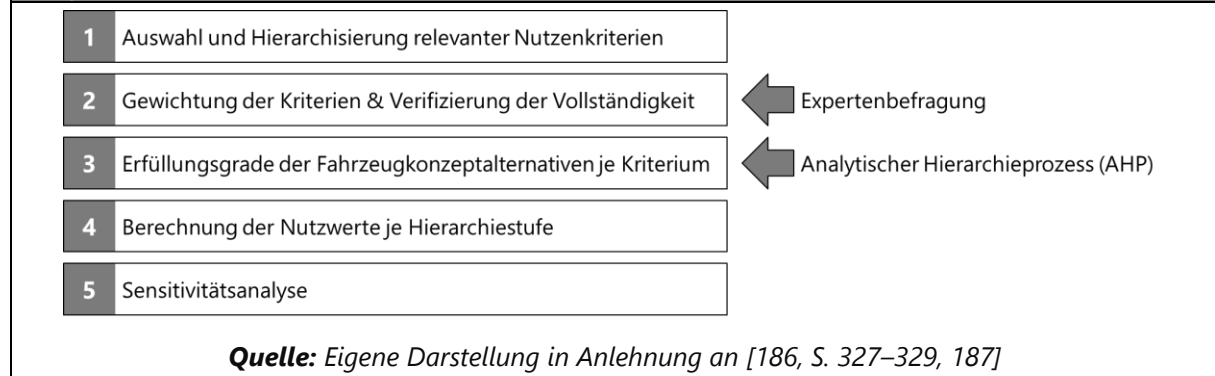 1 Auswahl und Hierarchisierung relevanter Nutzenkriterien
2 Gewichtung der Kriterien & Verifizierung der Vollständigkeit Expertenbefragung
3 Erfüllungsgrade der Fahrzeugkonzeptalternativen je Kriterium Analytischer Hierarchieprozess (AHP)
4 Berechnung der Nutzwerte je Hierarchiestufe
5 Sensitivitätsanalyse
Quelle: Eigene Darstellung in Anlehnung an [186, S. 327–329, 187]